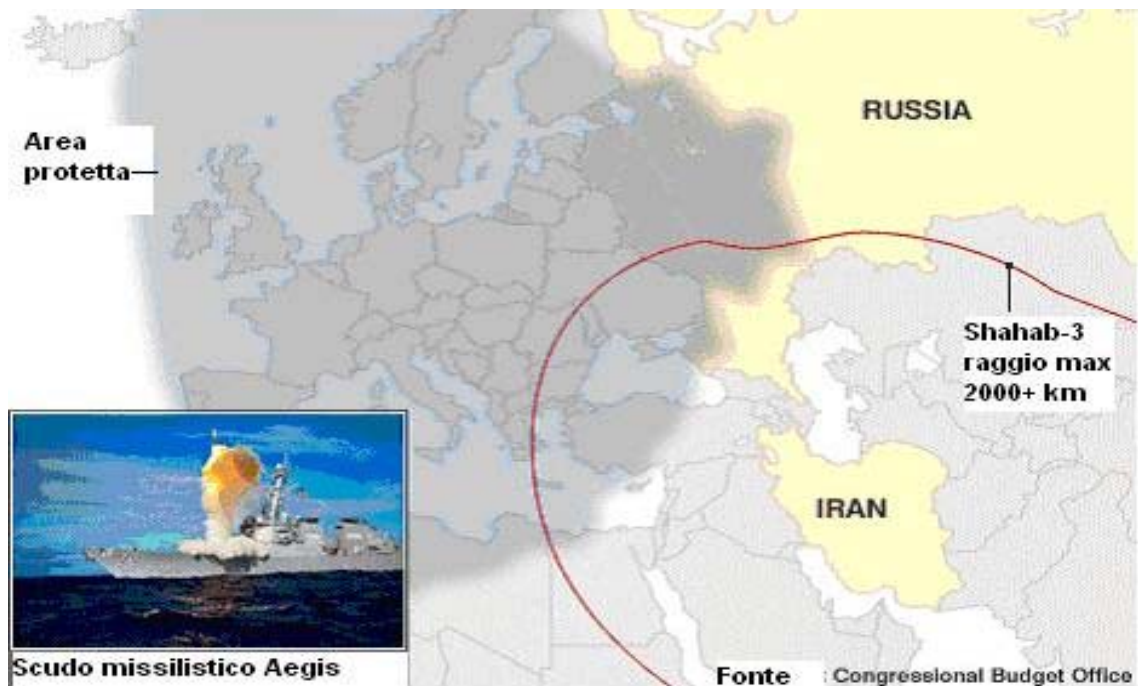 RUSSIA
Area
protetta
Shahab-3
raggio max
2000+ km
IRAN
Scudo missilistico Aegis
Fonte : Congressional Budget Office